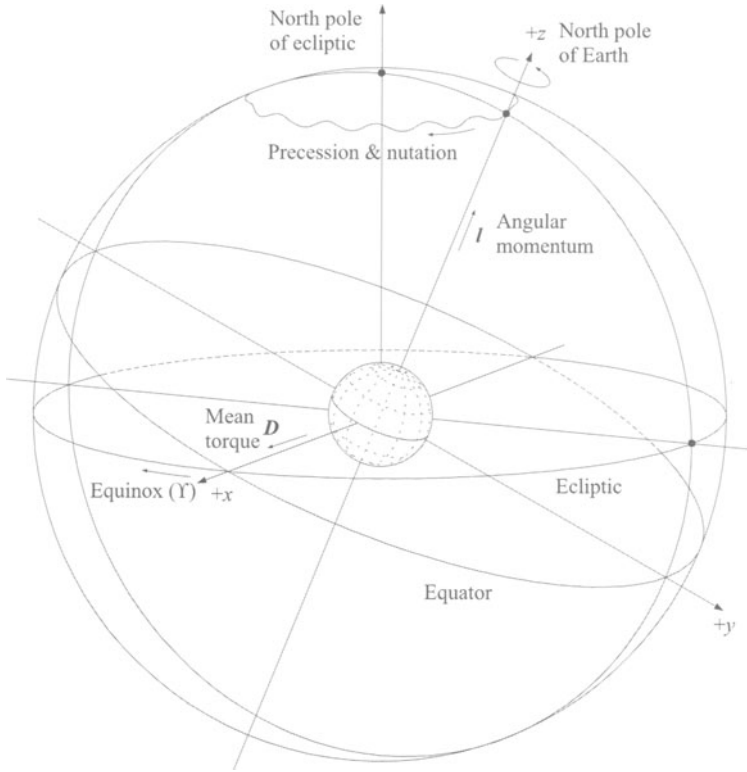 North pole
of ecliptic
+z
North pole
of Earth
Precession & nutation
l
Angular
momentum
Mean
torque D
Equinox (ϒ)
+x
Ecliptic
Equator
+y